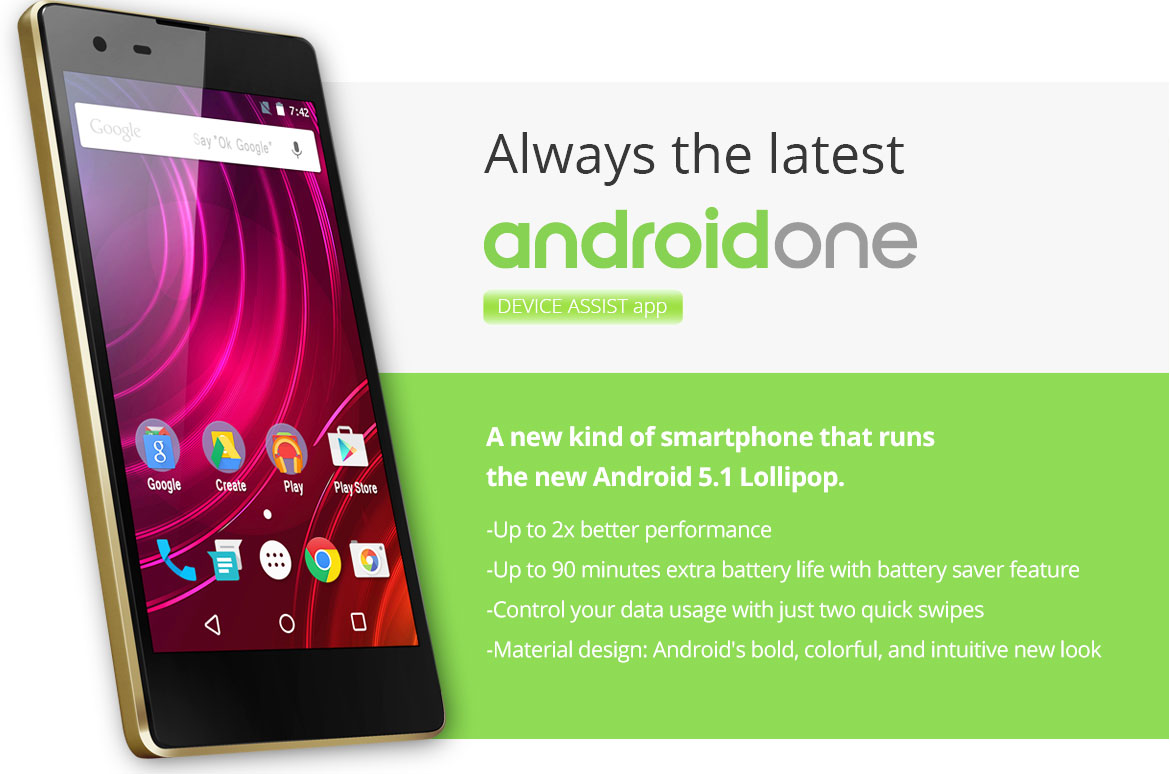 7:42
Google
Say "Ok Google"
Google
Create
Play
Play Store
Always the latest
androidone
DEVICE ASSIST app
A new kind of smartphone that runs
the new Android 5.1 Lollipop.
-Up to 2x better performance
-Up to 90 minutes extra battery life with battery saver feature
-Control your data usage with just two quick swipes
-Material design: Android's bold, colorful, and intuitive new look